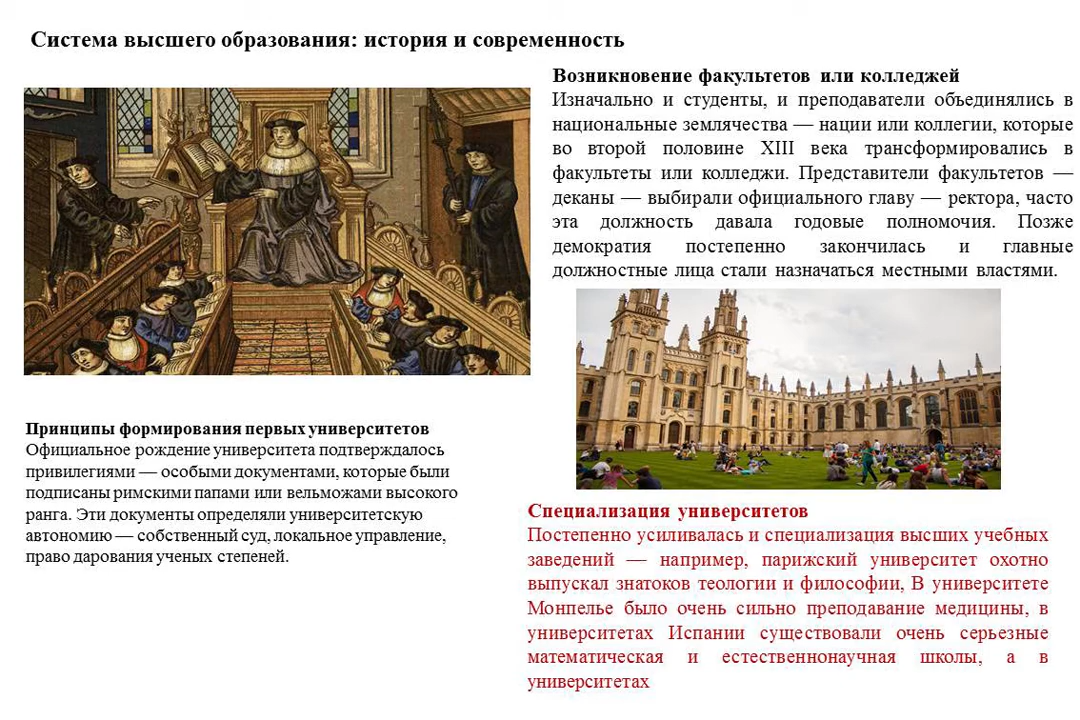 Система высшего образования: история и современность
Возникновение факультетов или колледжей
Изначально и студенты, и преподаватели объединялись в
национальные землячества — нации или коллегии, которые
во второй половине XIII века трансформировались в
факультеты или колледжи. Представители факультетов —
деканы — выбирали официального главу — ректора, часто
эта должность давала годовые полномочия. Позже
демократия постепенно закончилась и главные
должностные лица стали назначаться местными властями.
Принципы формирования первых университетов
Официальное рождение университета подтверждалось
привилегиями — особыми документами, которые были
подписаны римскими папами или вельможами высокого
ранга. Эти документы определяли университетскую
автономию — собственный суд, локальное управление,
право дарования ученых степеней.
Специализация университетов
Постепенно усиливалась и специализация высших учебных
заведений — например, парижский университет охотно
выпускал знатоков теологии и философии, В университете
Монпелье было очень сильно преподавание медицины, в
университетах Испании существовали очень серьезные
математическая и естественнонаучная школы, а в
университетах